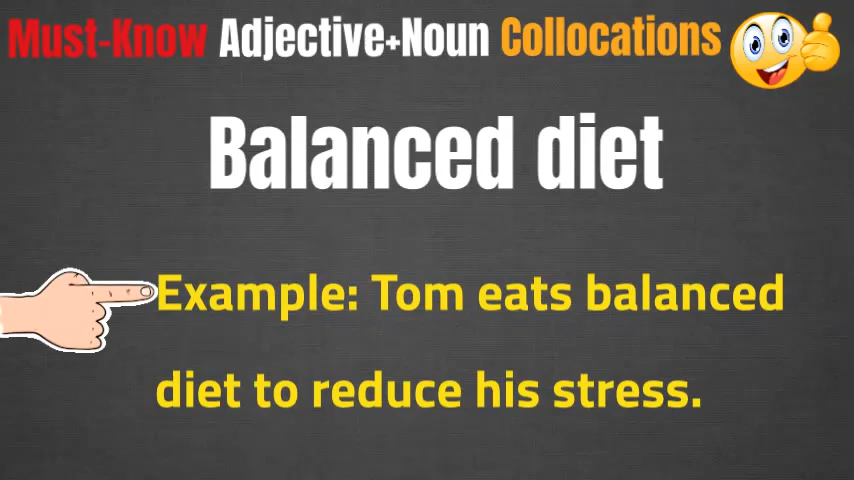 Must-Know Adjective+Noun Collocations
Balanced diet
Example: Tom eats balanced
diet to reduce his stress.